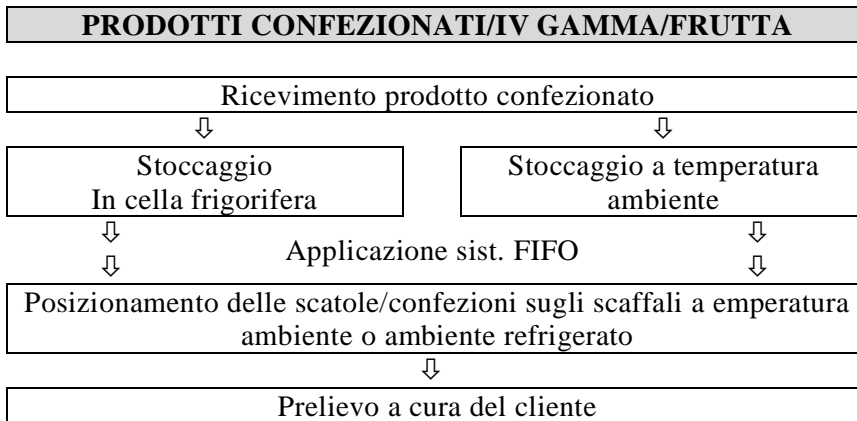 PRODOTTI CONFEZIONATI/IV GAMMA/FRUTTA
Ricevimento prodotto confezionato
Stoccaggio
In cella frigorifera
Stoccaggio a temperatura
ambiente
Applicazione sist. FIFO
Posizionamento delle scatole/confezioni sugli scaffali a emperatura
ambiente o ambiente refrigerato
Prelievo a cura del cliente